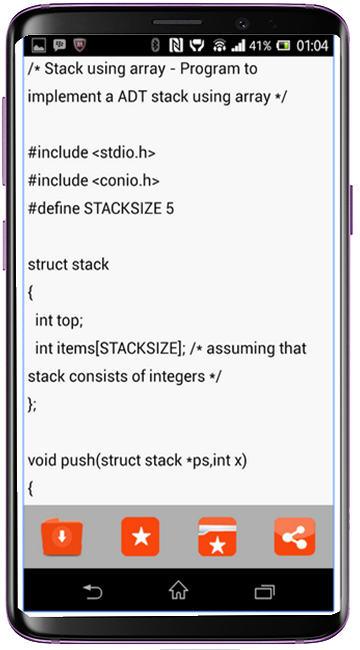 41% 01:04
/* Stack using array - Program to
implement a ADT stack using array */
#include <stdio.h>
#include <conio.h>
#define STACKSIZE 5
struct stack
{
int top;
int items[STACKSIZE]; /* assuming that
stack consists of integers */
};
void push(struct stack *ps,int x)
{